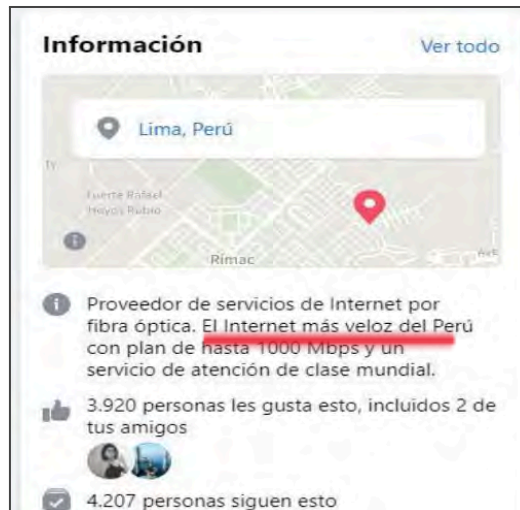 Información
Ver todo
Lima, Perú
Fuerte Rafael
Hoyos Rubio
Rimac
Proveedor de servicios de Internet por
fibra óptica. El Internet más veloz del Perú
con plan de hasta 1000 Mbps y un
servicio de atención de clase mundial.
3.920 personas les gusta esto, incluidos 2 de
tus amigos
4.207 personas siguen esto